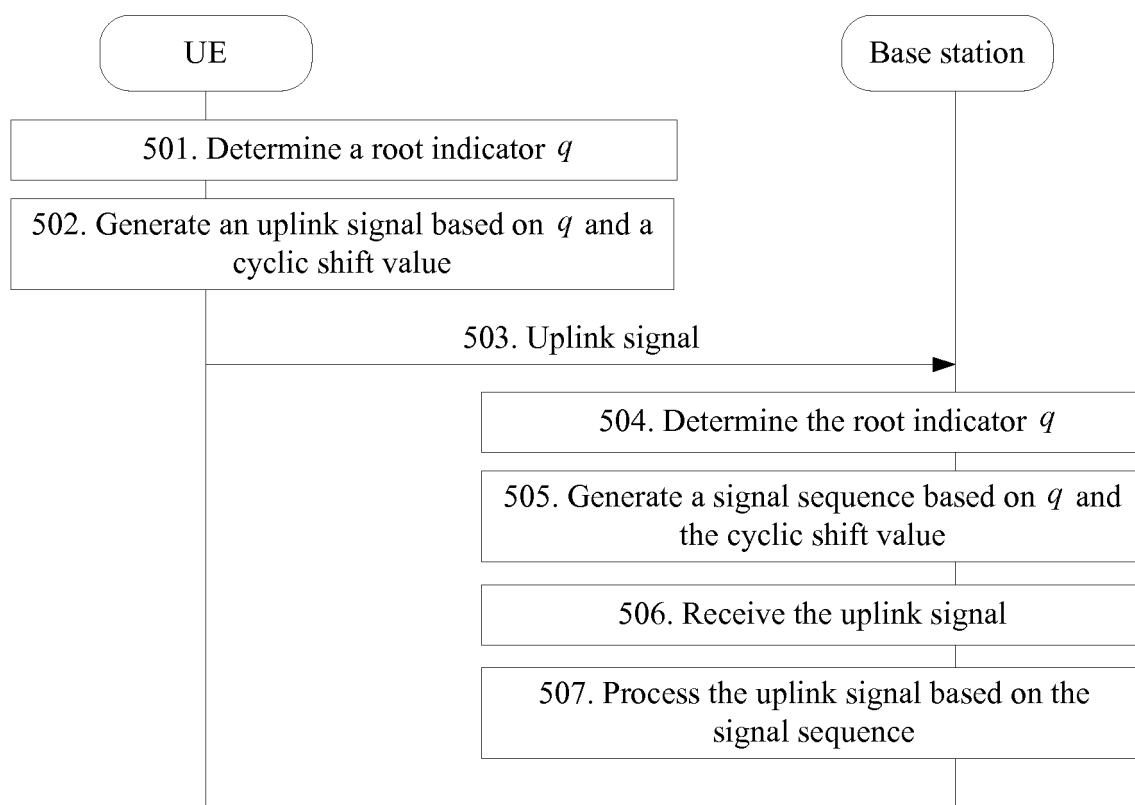 UE
Base station
501. Determine a root indicator q
502. Generate an uplink signal based on q and a
cyclic shift value
503. Uplink signal
504. Determine the root indicator q
505. Generate a signal sequence based on q and
the cyclic shift value
506. Receive the uplink signal
507. Process the uplink signal based on the
signal sequence